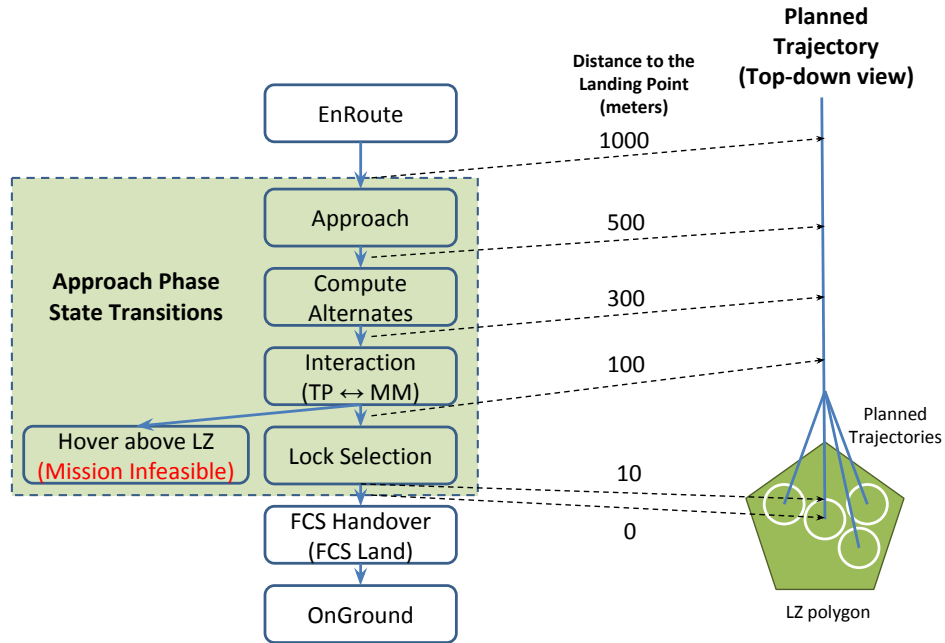 Planned
Trajectory
(Top-down view)
Distance to the
Landing Point
(meters)
EnRoute
1000
Approach
500
Approach Phase
State Transitions
Compute
Alternates
300
Interaction
(TP ↔ MM)
100
Planned
Trajectories
Hover above LZ
(Mission Infeasible)
Lock Selection
10
FCS Handover
(FCS Land)
0
OnGround
LZ polygon